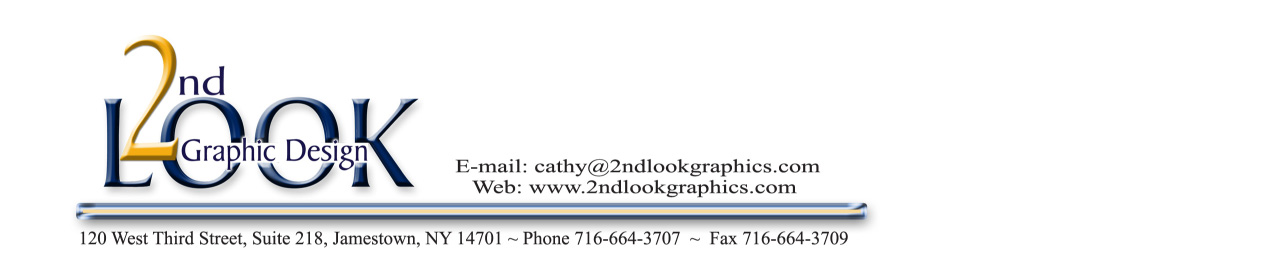 2nd
LOOK
Graphic Design
E-mail: cathy@2ndlookgraphics.com
Web: www.2ndlookgraphics.com
120 West Third Street, Suite 218, Jamestown, NY 14701 ~ Phone 716-664-3707 ~ Fax 716-664-3709